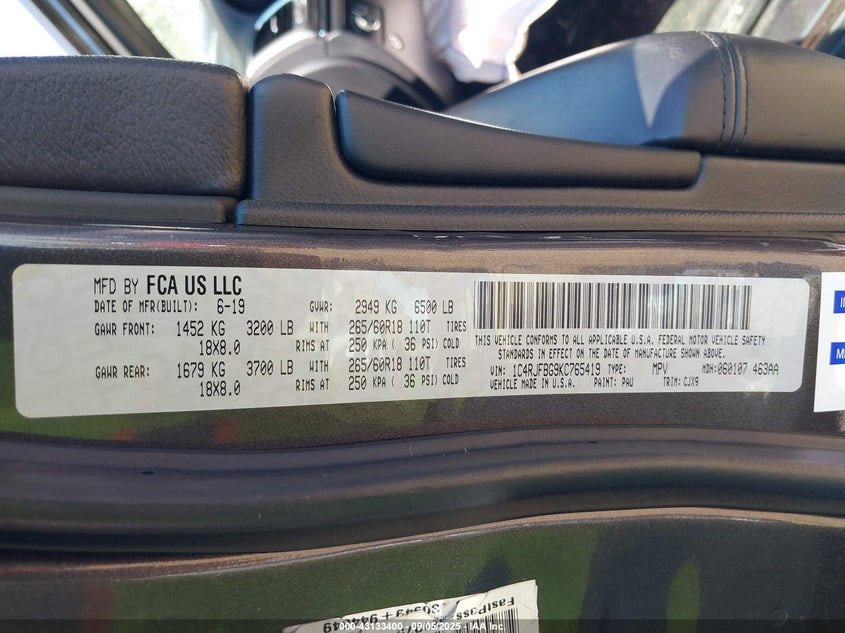 MFD BY FCA US LLC
DATE OF MFR(BUILT): 6-19 GVWR: 2949 KG 6500 LB
GAWR FRONT: 1452 KG 3200 LB WITH 265/60R18 110T TIRES
18X8.0 RIMS AT 250 KPA ( 36 PSI) COLD
GAWR REAR: 1679 KG 3700 LB WITH 265/60R18 110T TIRES
18X8.0 RIMS AT 250 KPA ( 36 PSI) COLD
THIS VEHICLE CONFORMS TO ALL APPLICABLE U.S.A. FEDERAL MOTOR VEHICLE SAFETY
STANDARDS IN EFFECT ON THE DATE OF MANUFACTURE SHOWN ABOVE.
VIN: 1C4RJFBG9KC765419 TYPE: MPV MDH:060107 463AA
VEHICLE MADE IN U.S.A. PAINT: PAU TRIM: CJX9
FastPass
000-43133400 - 09/05/2025 - IAA, Inc.